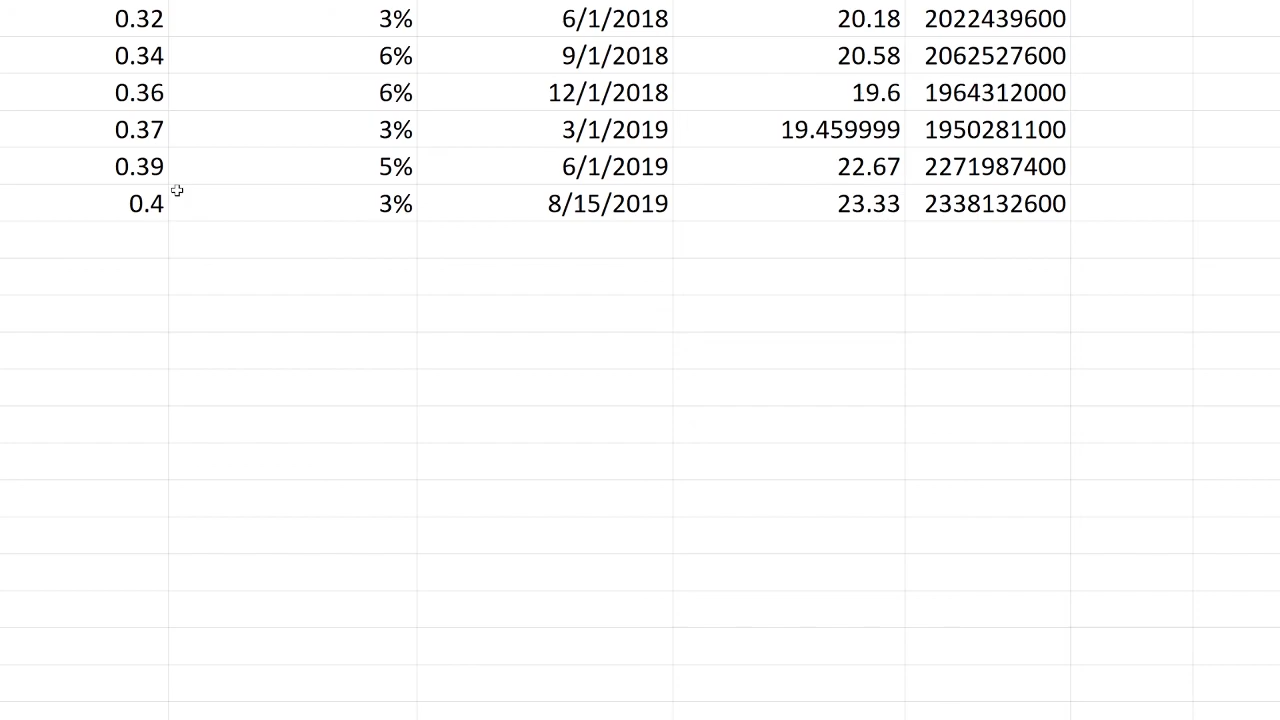 0.32 3% 6/1/2018 20.18 2022439600
0.34 6% 9/1/2018 20.58 2062527600
0.36 6% 12/1/2018 19.6 1964312000
0.37 3% 3/1/2019 19.459999 1950281100
0.39 5% 6/1/2019 22.67 2271987400
0.4 3% 8/15/2019 23.33 2338132600